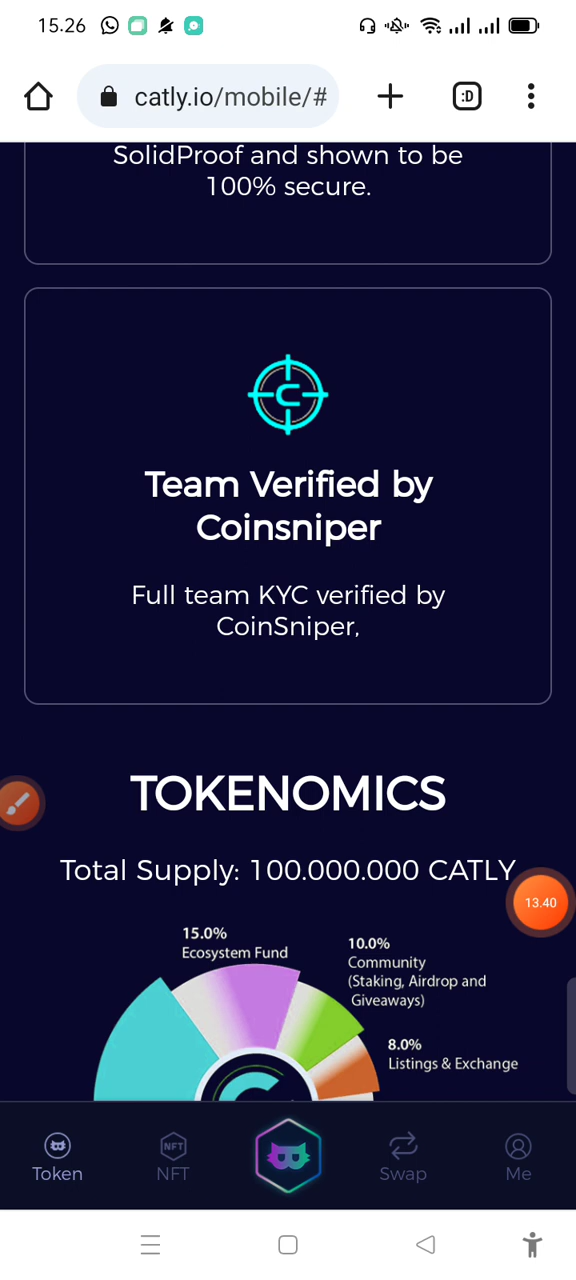 15.26
catly.io/mobile/#
:D
SolidProof and shown to be
100% secure.
Team Verified by
Coinsniper
Full team KYC verified by
CoinSniper,
TOKENOMICS
Total Supply: 100.000.000 CATLY
13.40
15.0%
Ecosystem Fund
10.0%
Community
(Staking, Airdrop and
Giveaways)
8.0%
Listings & Exchange
Token
NFT
NFT
Swap
Me